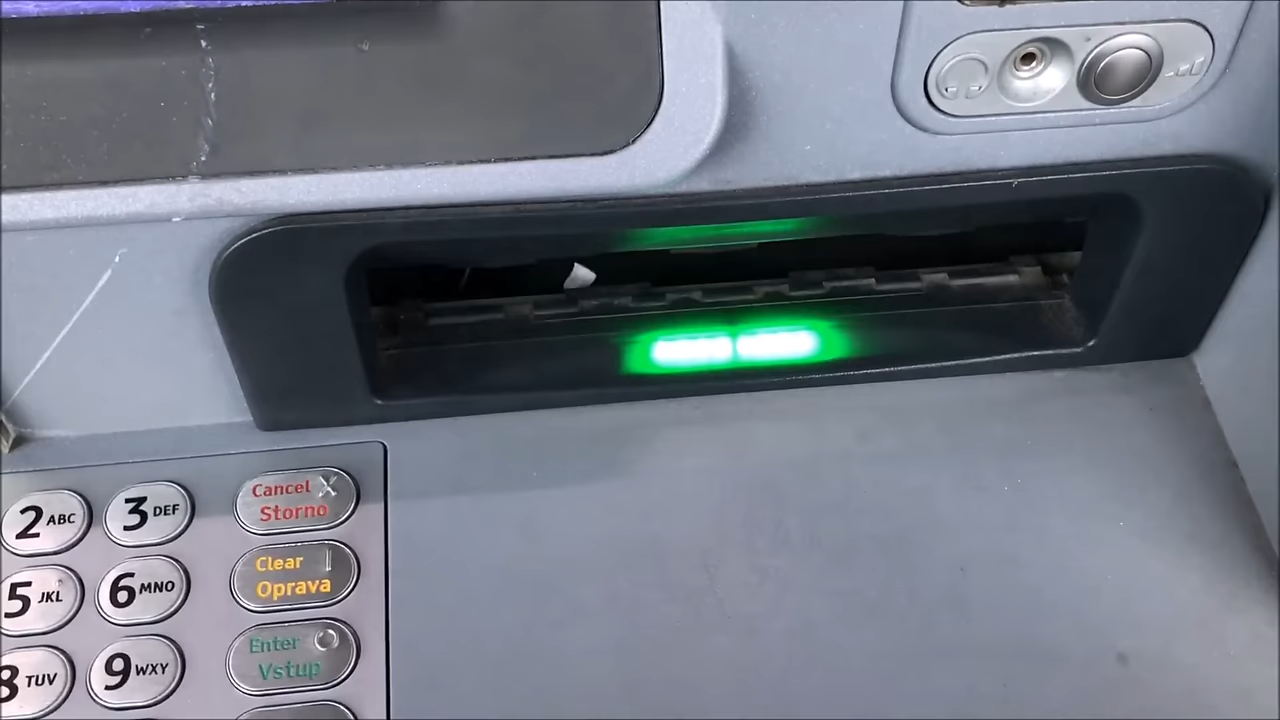 2 ABC
3 DEF
Cancel
Storno
5 JKL
6 MNO
Clear
Oprava
8 TUV
9 WXY
Enter
Vstup